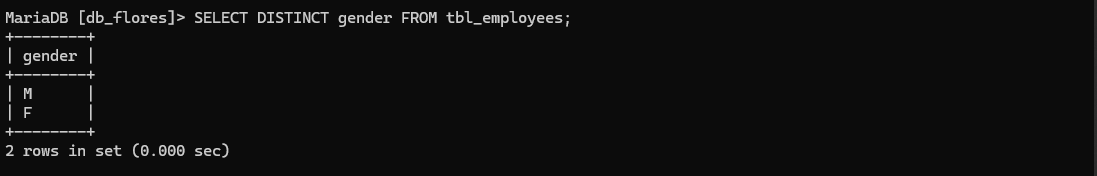 MariaDB [db_flores]> SELECT DISTINCT gender FROM tbl_employees;
+--------+
| gender |
+--------+
| M      |
| F      |
+--------+
2 rows in set (0.000 sec)